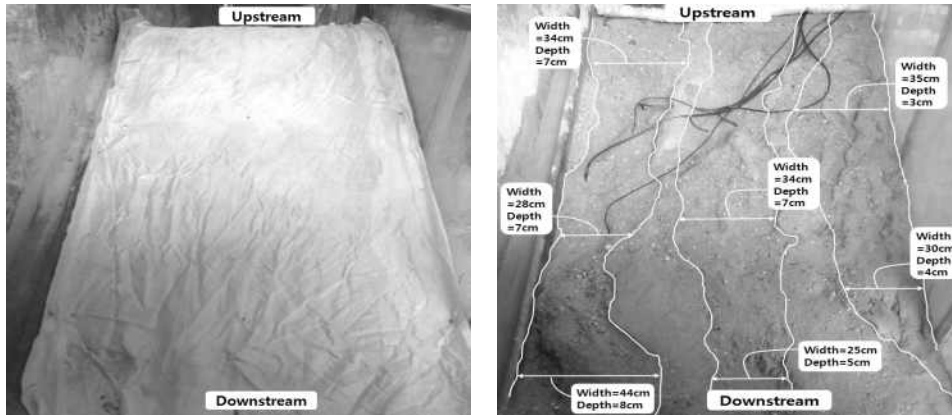 Upstream
Downstream
Upstream
Width
=34cm
Depth
=7cm
Width
=35cm
Depth
=3cm
Width
=34cm
Depth
=7cm
Width
=28cm
Depth
=7cm
Width
=30cm
Depth
=4cm
Width=25cm
Depth=5cm
Width=44cm
Depth=8cm
Downstream